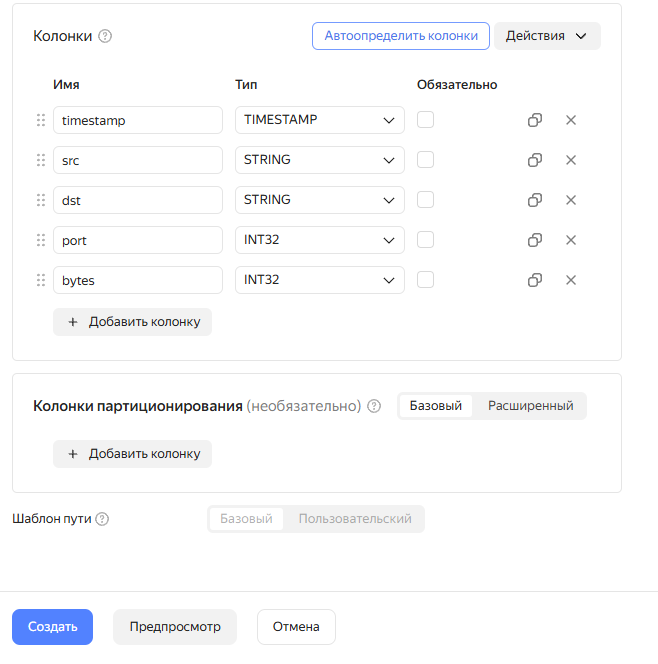 Колонки
Автоопределить колонки
Действия
Имя Тип Обязательно
timestamp TIMESTAMP
src STRING
dst STRING
port INT32
bytes INT32
+ Добавить колонку
Колонки партиционирования (необязательно) Базовый Расширенный
+ Добавить колонку
Шаблон пути Базовый Пользовательский
Создать Предпросмотр Отмена